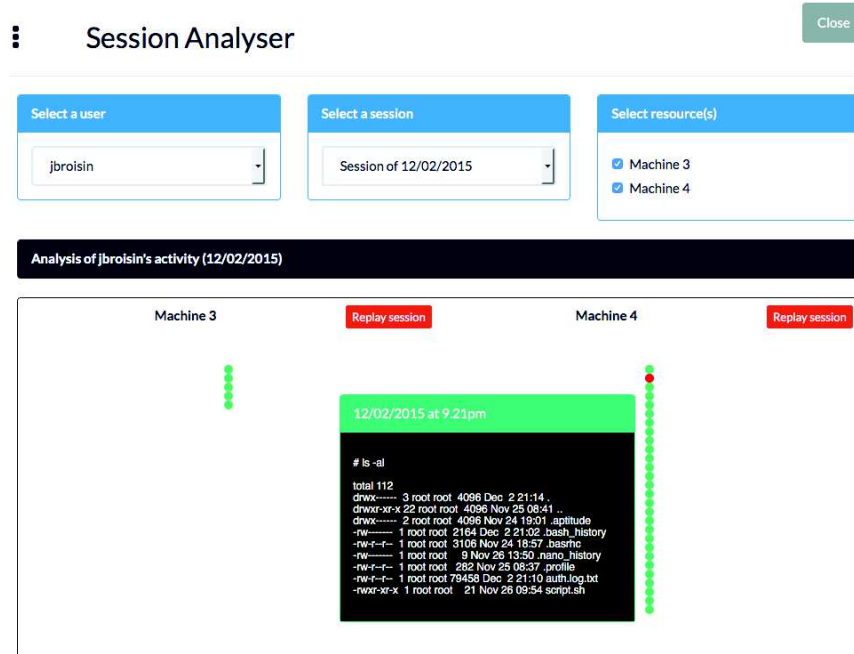 Session Analyser
Close
Select a user
Select a session
Select resource(s)
jbroisin
Session of 12/02/2015
Machine 3
Machine 4
Analysis of jbroisin's activity (12/02/2015)
Machine 3
Replay session
Machine 4
Replay session
12/02/2015 at 9.21pm
# ls -al
total 112
drwx------ 3 root root 4096 Dec 2 21:14 .
drwxr-xr-x 22 root root 4096 Nov 25 08:41 ..
drwx------ 2 root root 4096 Nov 24 19:01 .aptitude
-rw------- 1 root root 2164 Dec 2 21:02 .bash_history
-rw-r--r-- 1 root root 3106 Nov 24 18:57 .basrhc
-rw------- 1 root root 9 Nov 26 13:50 .nano_history
-rw-r--r-- 1 root root 282 Nov 25 08:37 .profile
-rw-r--r-- 1 root root 79458 Dec 2 21:10 auth.log.txt
-rwxr-xr-x 1 root root 21 Nov 26 09:54 script.sh